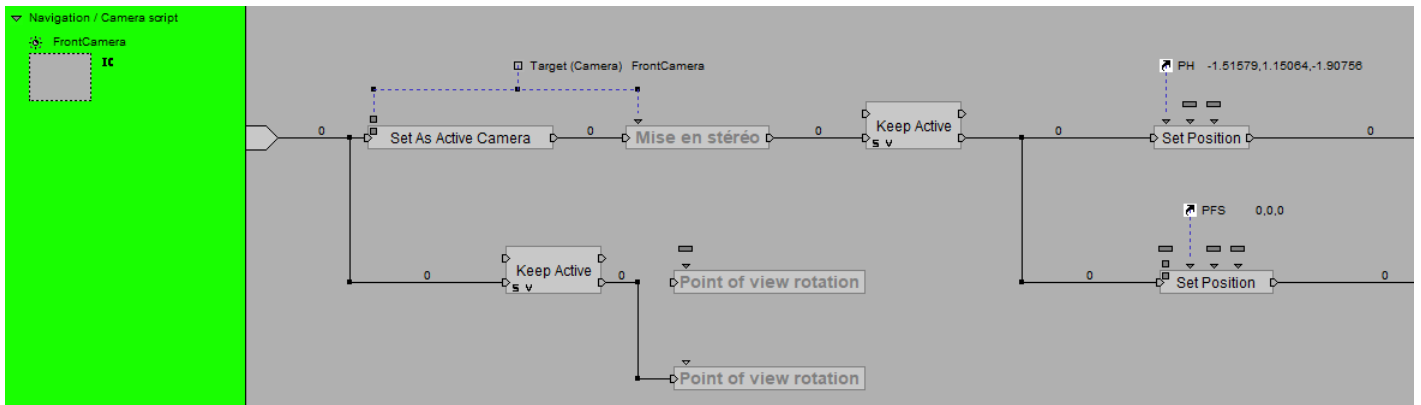 Navigation / Camera script
FrontCamera
IC
Target (Camera) FrontCamera
PH -1.51579,1.15064,-1.90756
0 Set As Active Camera 0 Mise en stéréo 0 Keep Active 0 Set Position 0
S V
PFS 0,0,0
0 Keep Active 0 Point of view rotation 0 Set Position 0
S V
Point of view rotation